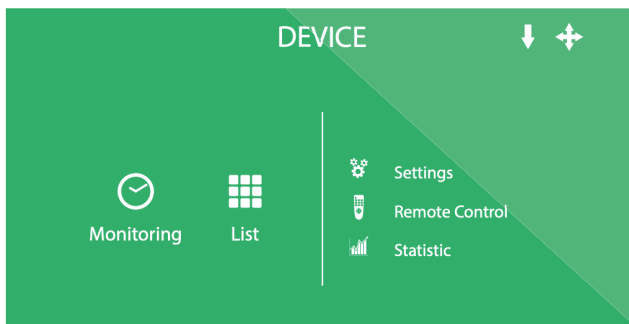 DEVICE
Monitoring
List
Settings
Remote Control
Statistic